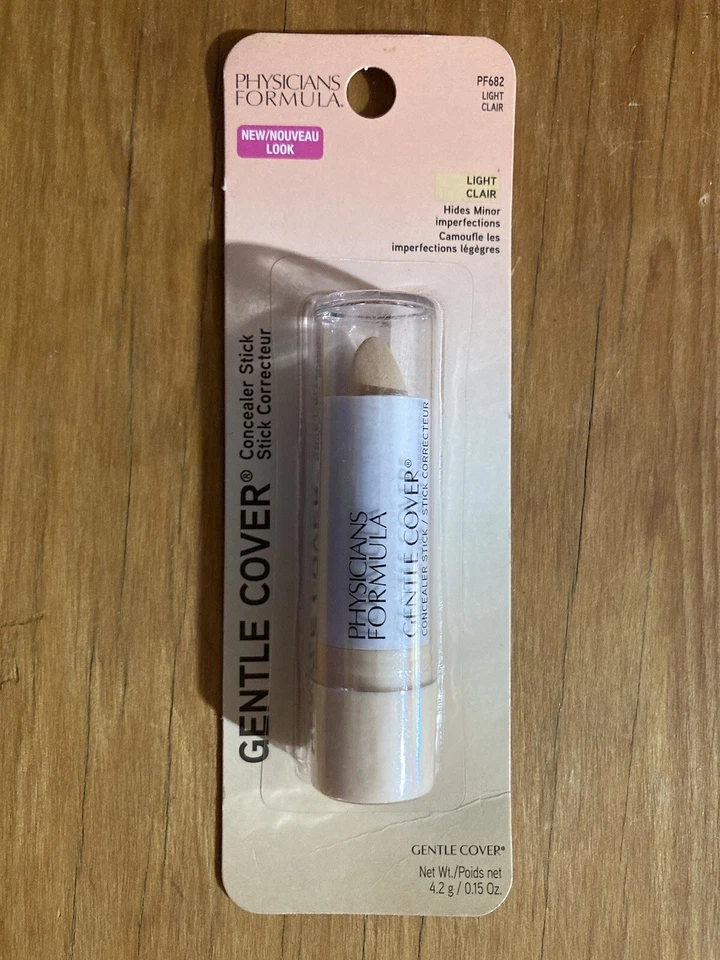 PHYSICIANS
FORMULA®
PF682
LIGHT
CLAIR
NEW/NOUVEAU
LOOK
LIGHT
CLAIR
Hides Minor
imperfections
Camoufle les
imperfections légègres
GENTLE COVER® Concealer Stick
Stick Correcteur
PHYSICIANS
FORMULA
GENTLE COVER®
CONCEALER STICK / STICK CORRECTEUR
GENTLE COVER®
Net Wt./Poids net
4.2 g / 0.15 Oz.